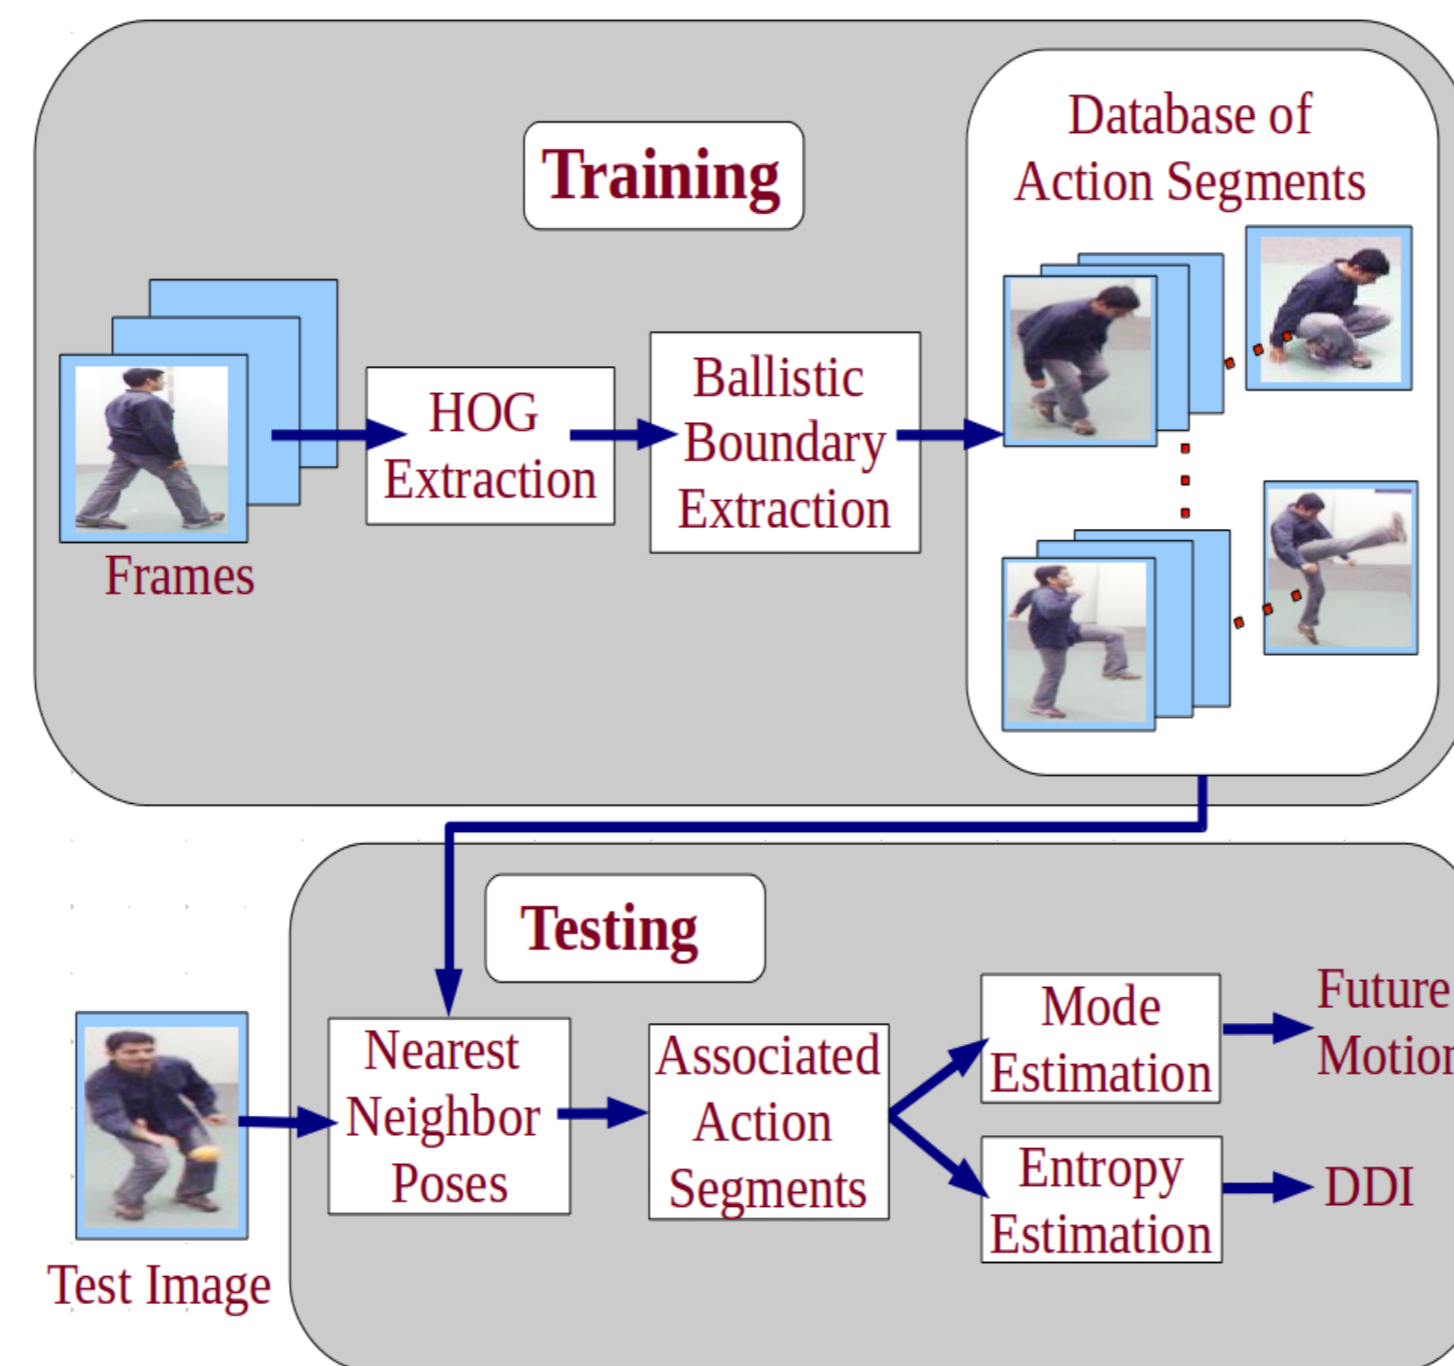 Training
Database of
Action Segments
Frames
HOG
Extraction
Ballistic
Boundary
Extraction
Testing
Test Image
Nearest
Neighbor
Poses
Associated
Action
Segments
Mode
Estimation
Future
Motion
Entropy
Estimation
DDI